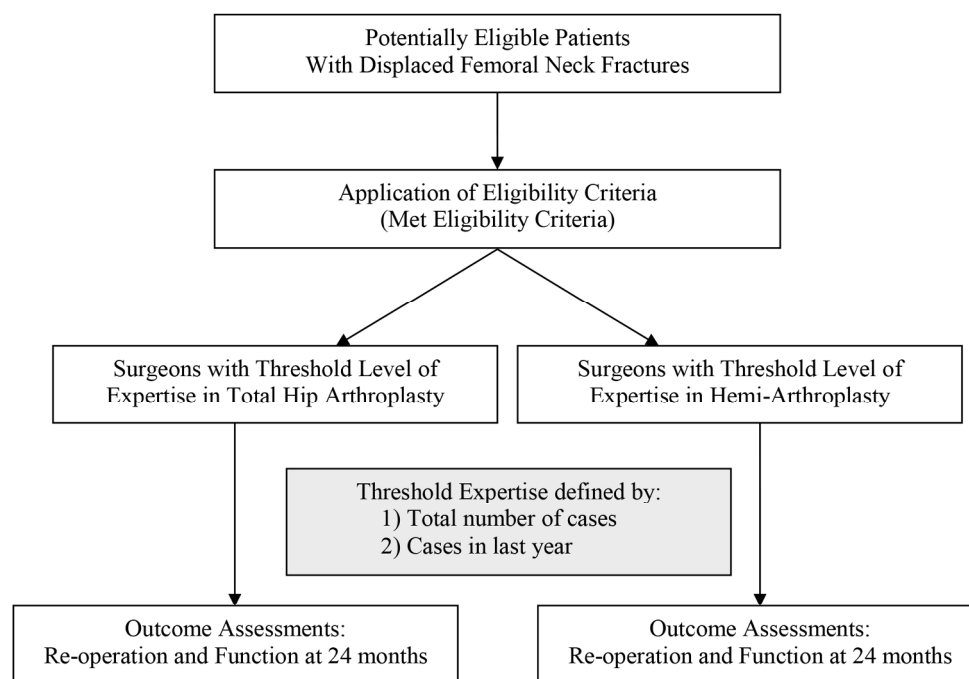 Potentially Eligible Patients
With Displaced Femoral Neck Fractures
Application of Eligibility Criteria
(Met Eligibility Criteria)
Surgeons with Threshold Level of
Expertise in Total Hip Arthroplasty
Surgeons with Threshold Level of
Expertise in Hemi-Arthroplasty
Threshold Expertise defined by:
1) Total number of cases
2) Cases in last year
Outcome Assessments:
Re-operation and Function at 24 months
Outcome Assessments:
Re-operation and Function at 24 months